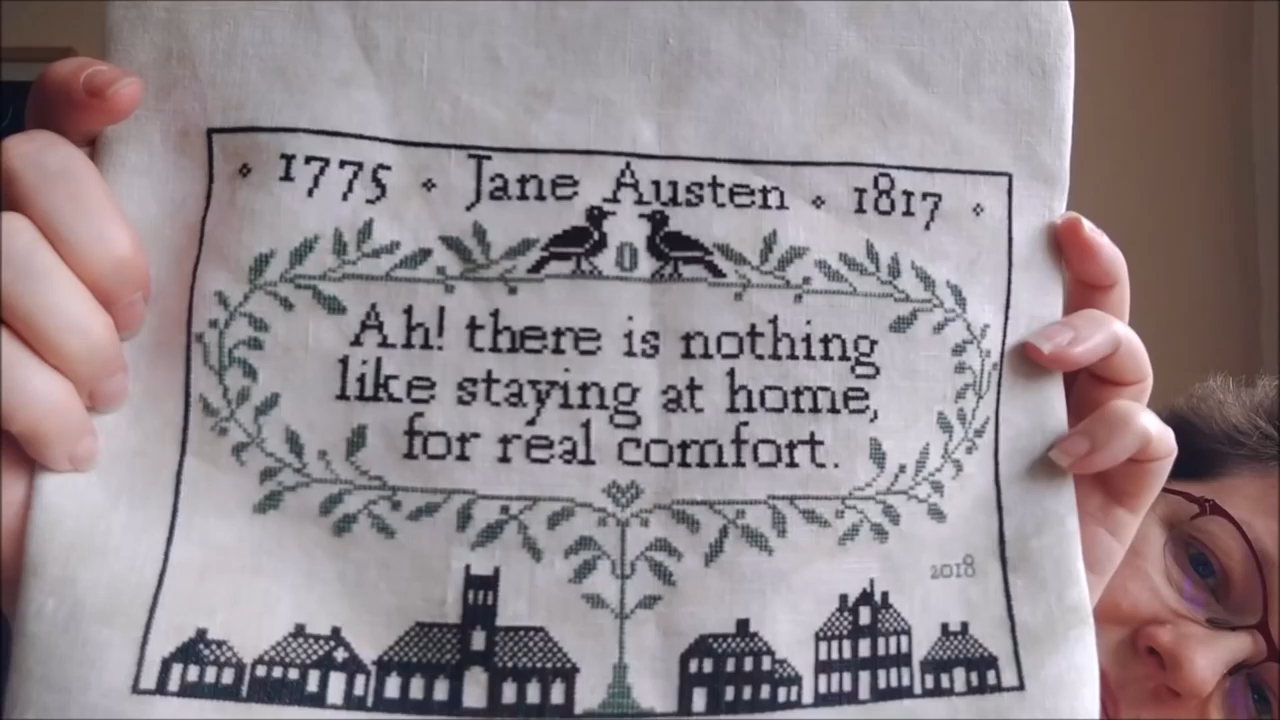 1775 Jane Austen 1817
Ah! there is nothing
like staying at home,
for real comfort.
2018